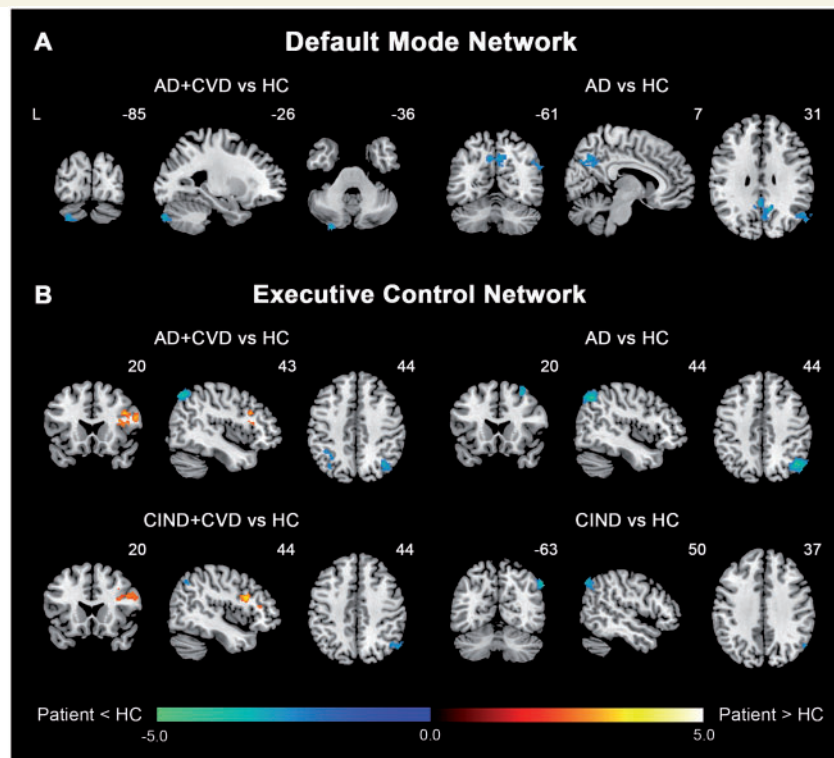 A Default Mode Network
AD+CVD vs HC AD vs HC
L -85 -26 -36 -61 7 31
B Executive Control Network
AD+CVD vs HC AD vs HC
20 43 44 20 44 44
CIND+CVD vs HC CIND vs HC
20 44 44 -63 50 37
Patient < HC Patient > HC
-5.0 0.0 5.0